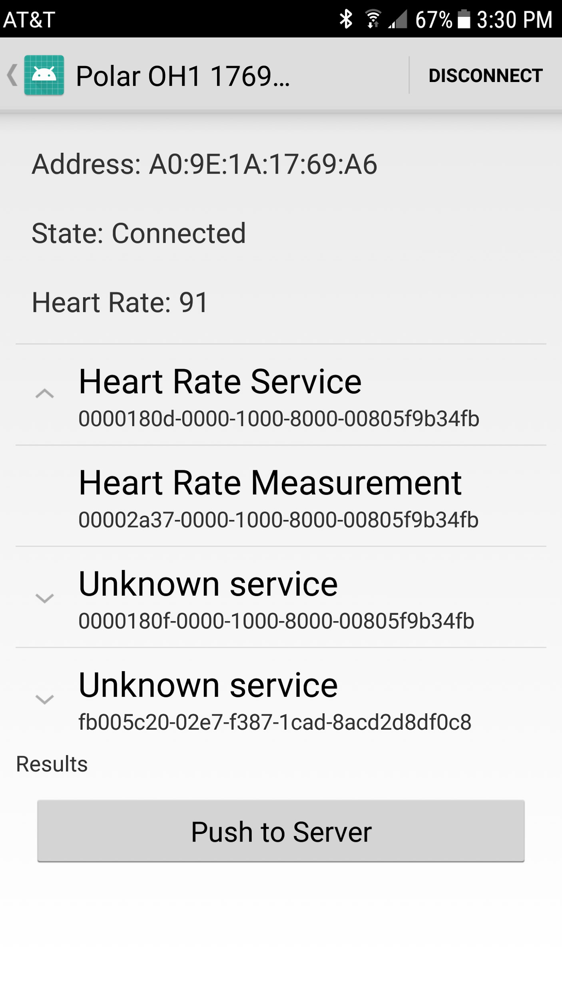 AT&T 67% 3:30 PM
Polar OH1 1769... DISCONNECT
Address: A0:9E:1A:17:69:A6
State: Connected
Heart Rate: 91
Heart Rate Service
0000180d-0000-1000-8000-00805f9b34fb
Heart Rate Measurement
00002a37-0000-1000-8000-00805f9b34fb
Unknown service
0000180f-0000-1000-8000-00805f9b34fb
Unknown service
fb005c20-02e7-f387-1cad-8acd2d8df0c8
Results
Push to Server